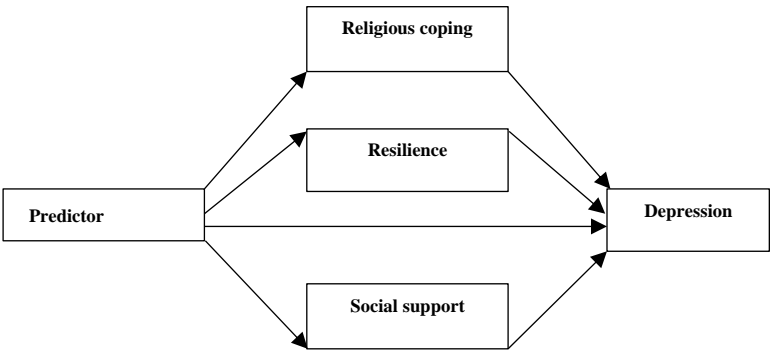 Religious coping
Resilience
Predictor
Depression
Social support